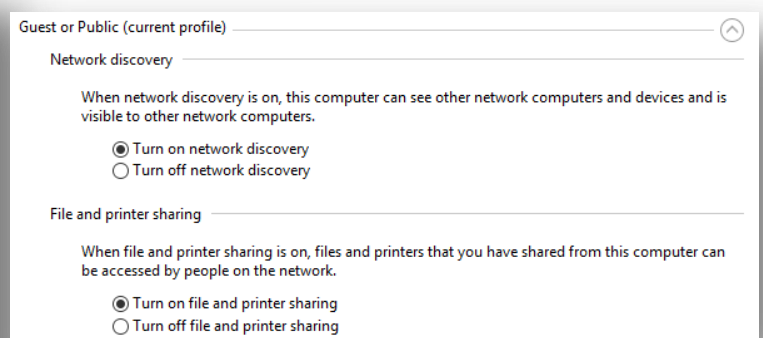 Guest or Public (current profile)
Network discovery
When network discovery is on, this computer can see other network computers and devices and is
visible to other network computers.
Turn on network discovery
Turn off network discovery
File and printer sharing
When file and printer sharing is on, files and printers that you have shared from this computer can
be accessed by people on the network.
Turn on file and printer sharing
Turn off file and printer sharing